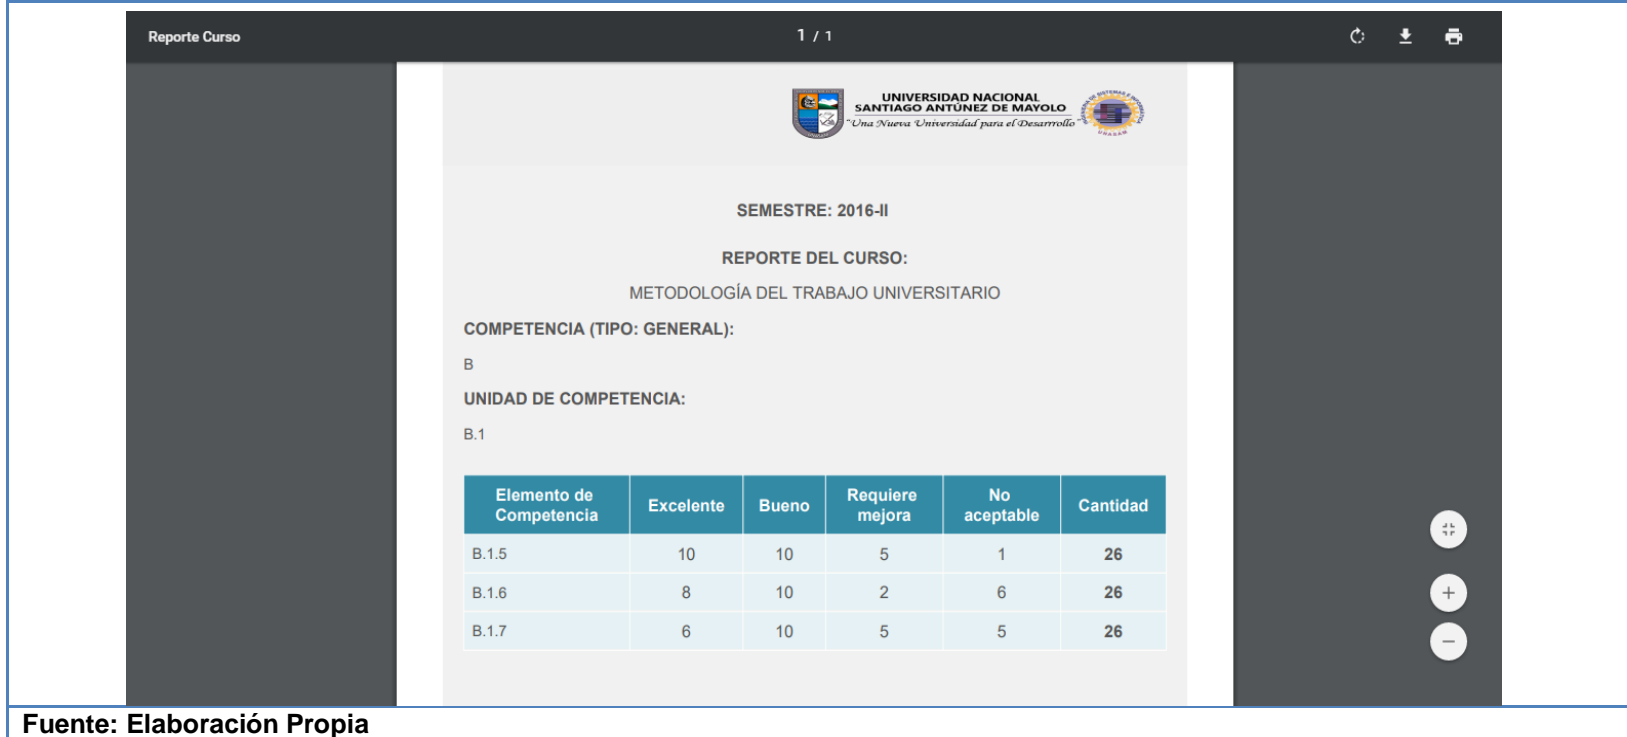 Reporte Curso
1 / 1
UNIVERSIDAD NACIONAL
SANTIAGO ANTÚNEZ DE MAYOLO
"Una Nueva Universidad para el Desarrrollo"
SEMESTRE: 2016-II
REPORTE DEL CURSO:
METODOLOGÍA DEL TRABAJO UNIVERSITARIO
COMPETENCIA (TIPO: GENERAL):
B
UNIDAD DE COMPETENCIA:
B.1
Elemento de Competencia Excelente Bueno Requiere mejora No aceptable Cantidad
B.1.5 10 10 5 1 26
B.1.6 8 10 2 6 26
B.1.7 6 10 5 5 26
Fuente: Elaboración Propia